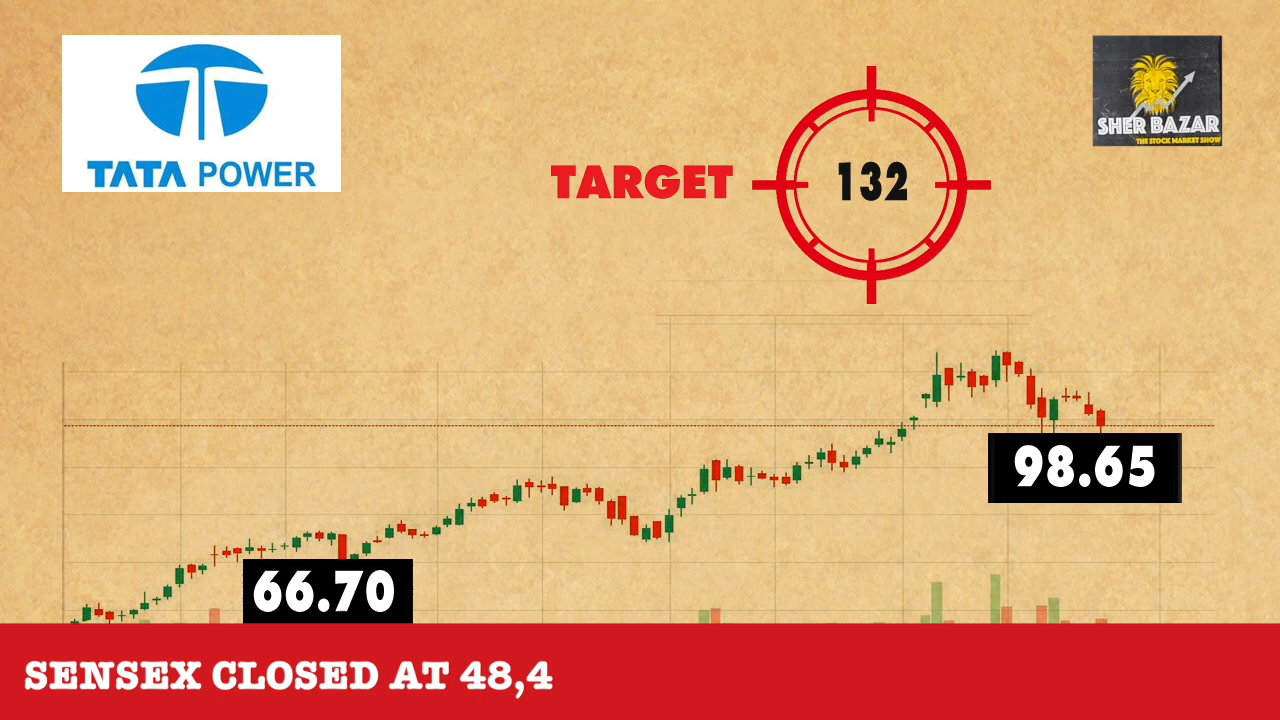 TATA POWER
SHER BAZAR
THE STOCK MARKET SHOW
TARGET
132
98.65
66.70
SENSEX CLOSED AT 48,4